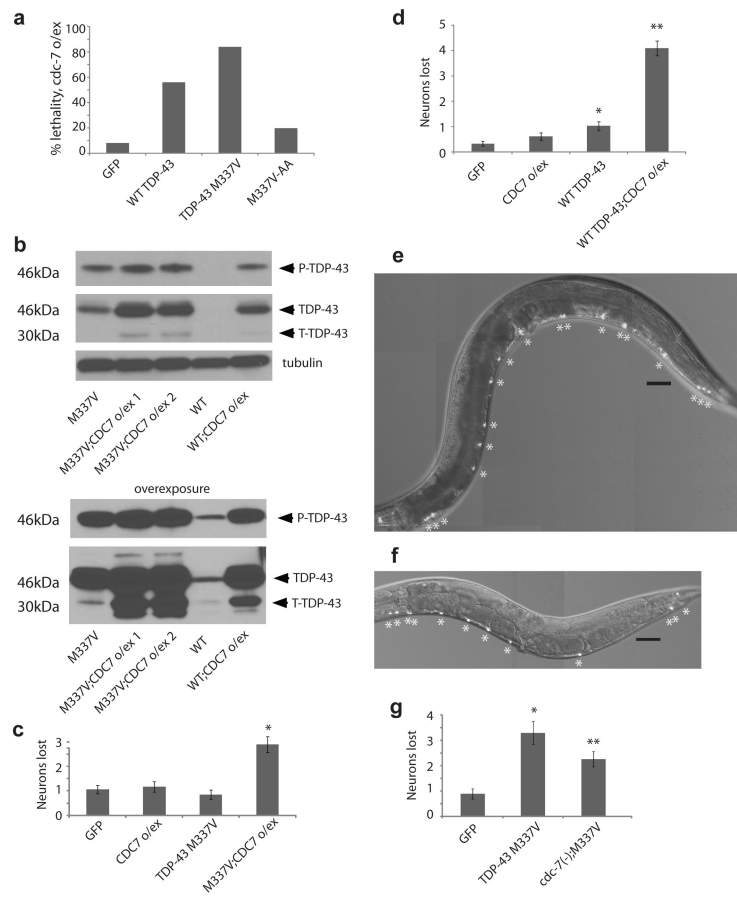 a
% lethality, cdc-7 o/ex
100
80
60
40
20
0
GFP
WT TDP-43
TDP-43 M337V
M337V-AA
b
46kDa
P-TDP-43
46kDa
TDP-43
30kDa
T-TDP-43
tubulin
M337V
M337V;CDC7 o/ex 1
M337V;CDC7 o/ex 2
WT
WT;CDC7 o/ex
overexposure
46kDa
P-TDP-43
46kDa
TDP-43
30kDa
T-TDP-43
M337V
M337V;CDC7 o/ex 1
M337V;CDC7 o/ex 2
WT
WT;CDC7 o/ex
c
Neurons lost
3
2
1
0
*
GFP
CDC7 o/ex
TDP-43 M337V
M337V;CDC7 o/ex
d
Neurons lost
5
4
3
2
1
0
*
**
GFP
CDC7 o/ex
WT TDP-43
WT TDP-43;CDC7 o/ex
e
f
g
Neurons lost
4
3
2
1
0
*
**
GFP
TDP-43 M337V
cdc-7(-);M337V